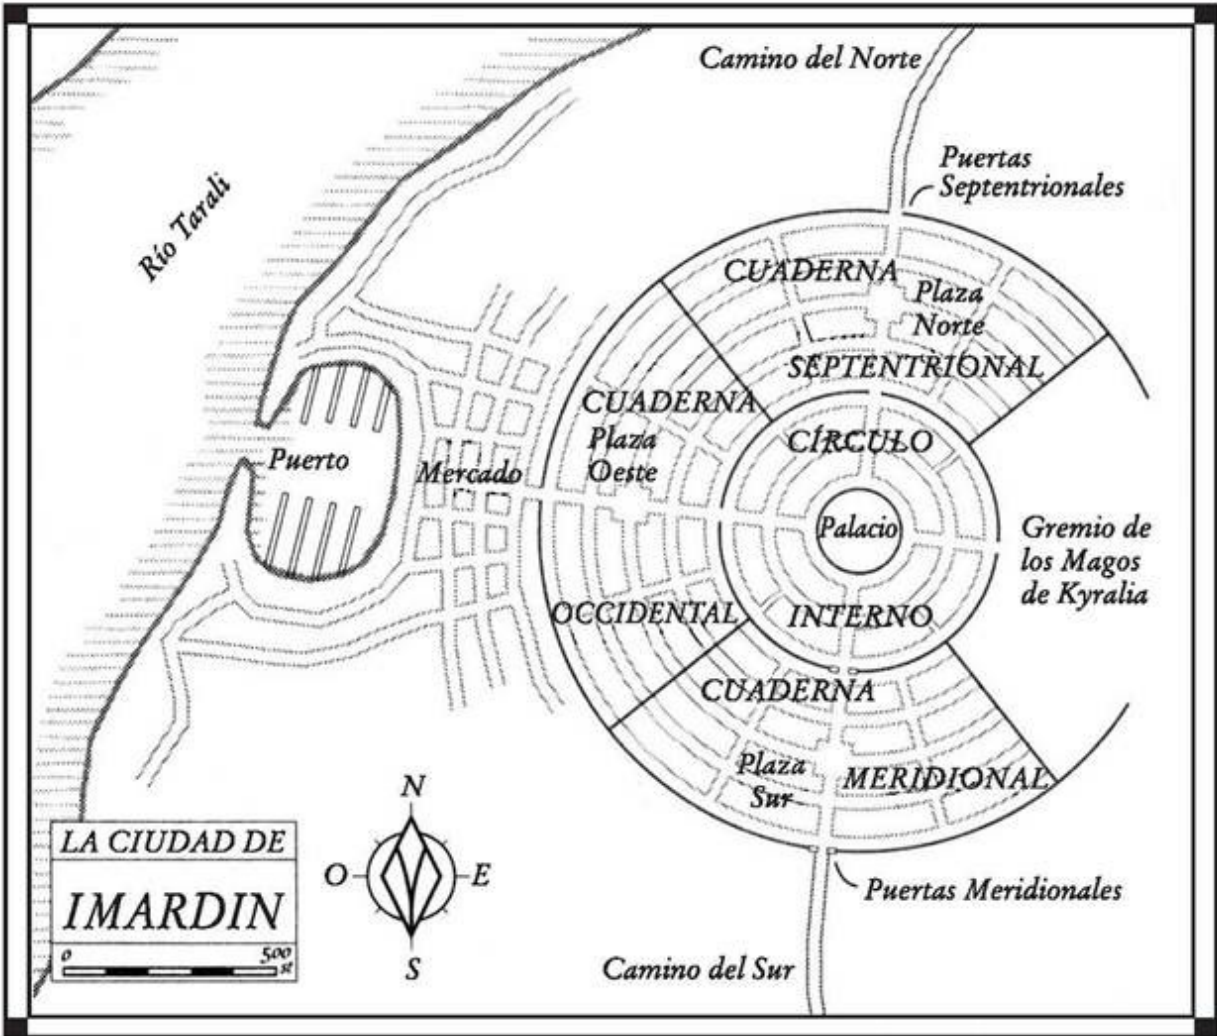 Camino del Norte
Puertas
Septentrionales
Río Tarali
CUADERNA
Plaza
Norte
SEPTENTRIONAL
CUADERNA
Plaza
Oeste
CÍRCULO
Puerto
Mercado
Palacio
Gremio de
los Magos
de Kyralia
OCCIDENTAL
INTERNO
CUADERNA
Plaza
Sur
MERIDIONAL
N
O
E
S
Puertas Meridionales
Camino del Sur
LA CIUDAD DE
IMARDIN
0 500
st